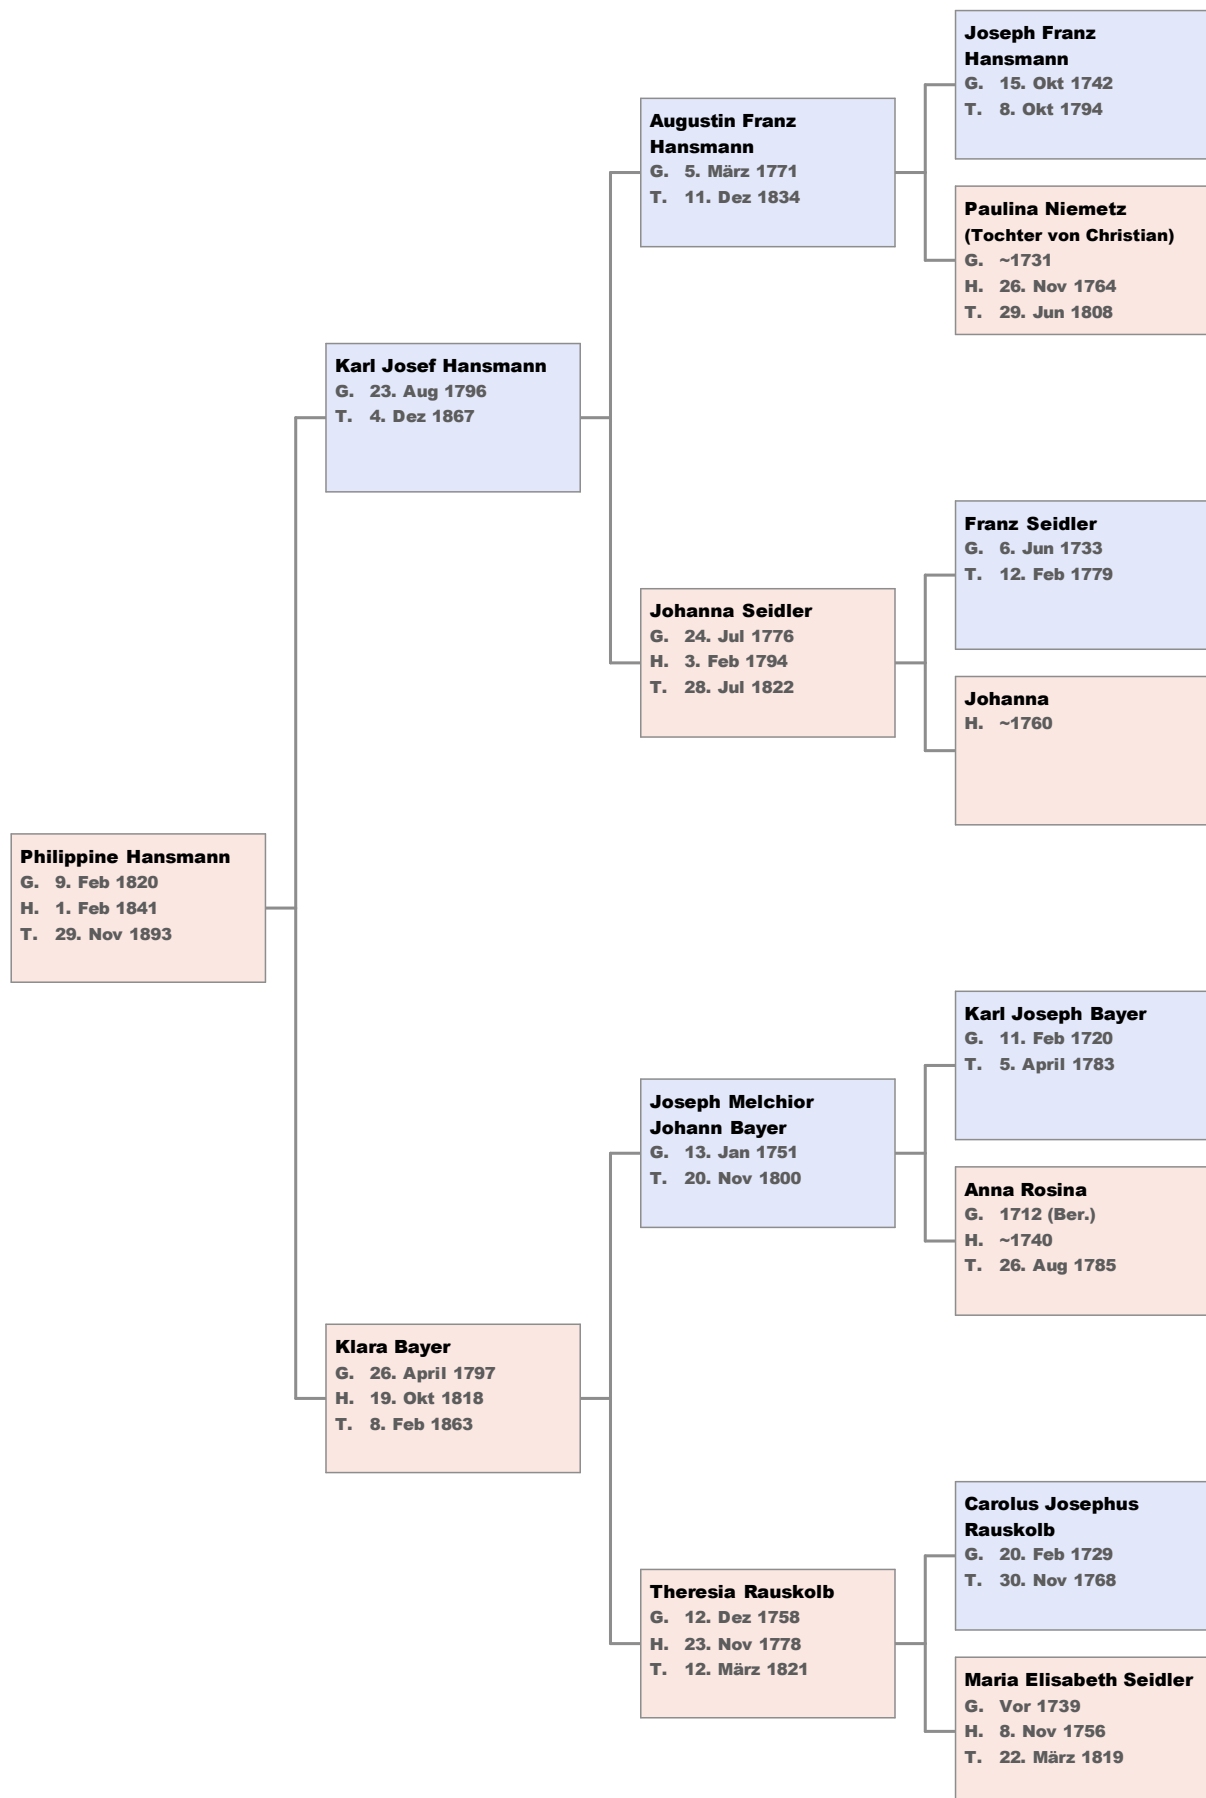 Joseph Franz
Hansmann
G. 15. Okt 1742
T. 8. Okt 1794
Augustin Franz
Hansmann
G. 5. März 1771
T. 11. Dez 1834
Paulina Niemetz
(Tochter von Christian)
G. ~1731
H. 26. Nov 1764
T. 29. Jun 1808
Karl Josef Hansmann
G. 23. Aug 1796
T. 4. Dez 1867
Franz Seidler
G. 6. Jun 1733
T. 12. Feb 1779
Johanna Seidler
G. 24. Jul 1776
H. 3. Feb 1794
T. 28. Jul 1822
Johanna
H. ~1760
Philippine Hansmann
G. 9. Feb 1820
H. 1. Feb 1841
T. 29. Nov 1893
Karl Joseph Bayer
G. 11. Feb 1720
T. 5. April 1783
Joseph Melchior
Johann Bayer
G. 13. Jan 1751
T. 20. Nov 1800
Anna Rosina
G. 1712 (Ber.)
H. ~1740
T. 26. Aug 1785
Klara Bayer
G. 26. April 1797
H. 19. Okt 1818
T. 8. Feb 1863
Carolus Josephus
Rauskolb
G. 20. Feb 1729
T. 30. Nov 1768
Theresia Rauskolb
G. 12. Dez 1758
H. 23. Nov 1778
T. 12. März 1821
Maria Elisabeth Seidler
G. Vor 1739
H. 8. Nov 1756
T. 22. März 1819